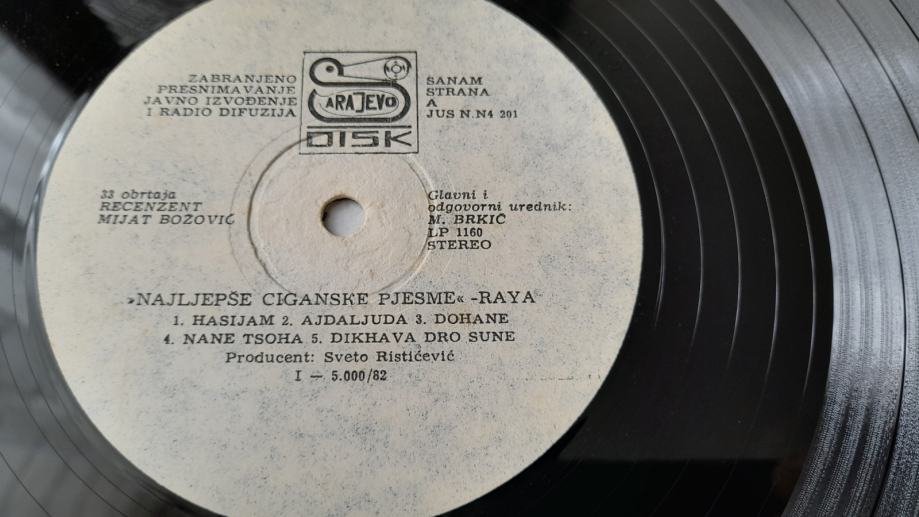 ZABRANJENO
PRESNIMAVANJE
JAVNO IZVOĐENJE
I RADIO DIFUZIJA
SARAJEVO
DISK
SANAM
STRANA
A
JUS N.N4 201
33 obrtaja
RECENZENT
MIJAT BOŽOVIĆ
Glavni i
odgovorni urednik:
M. BRKIĆ
LP 1160
STEREO
»NAJLJEPŠE CIGANSKE PJESME« -RAYA
1. HASIJAM 2. AJDALJUDA 3. DOHANE
4. NANE TSOHA 5. DIKHAVA DRO SUNE
Producent: Sveto Ristićević
I — 5.000/82